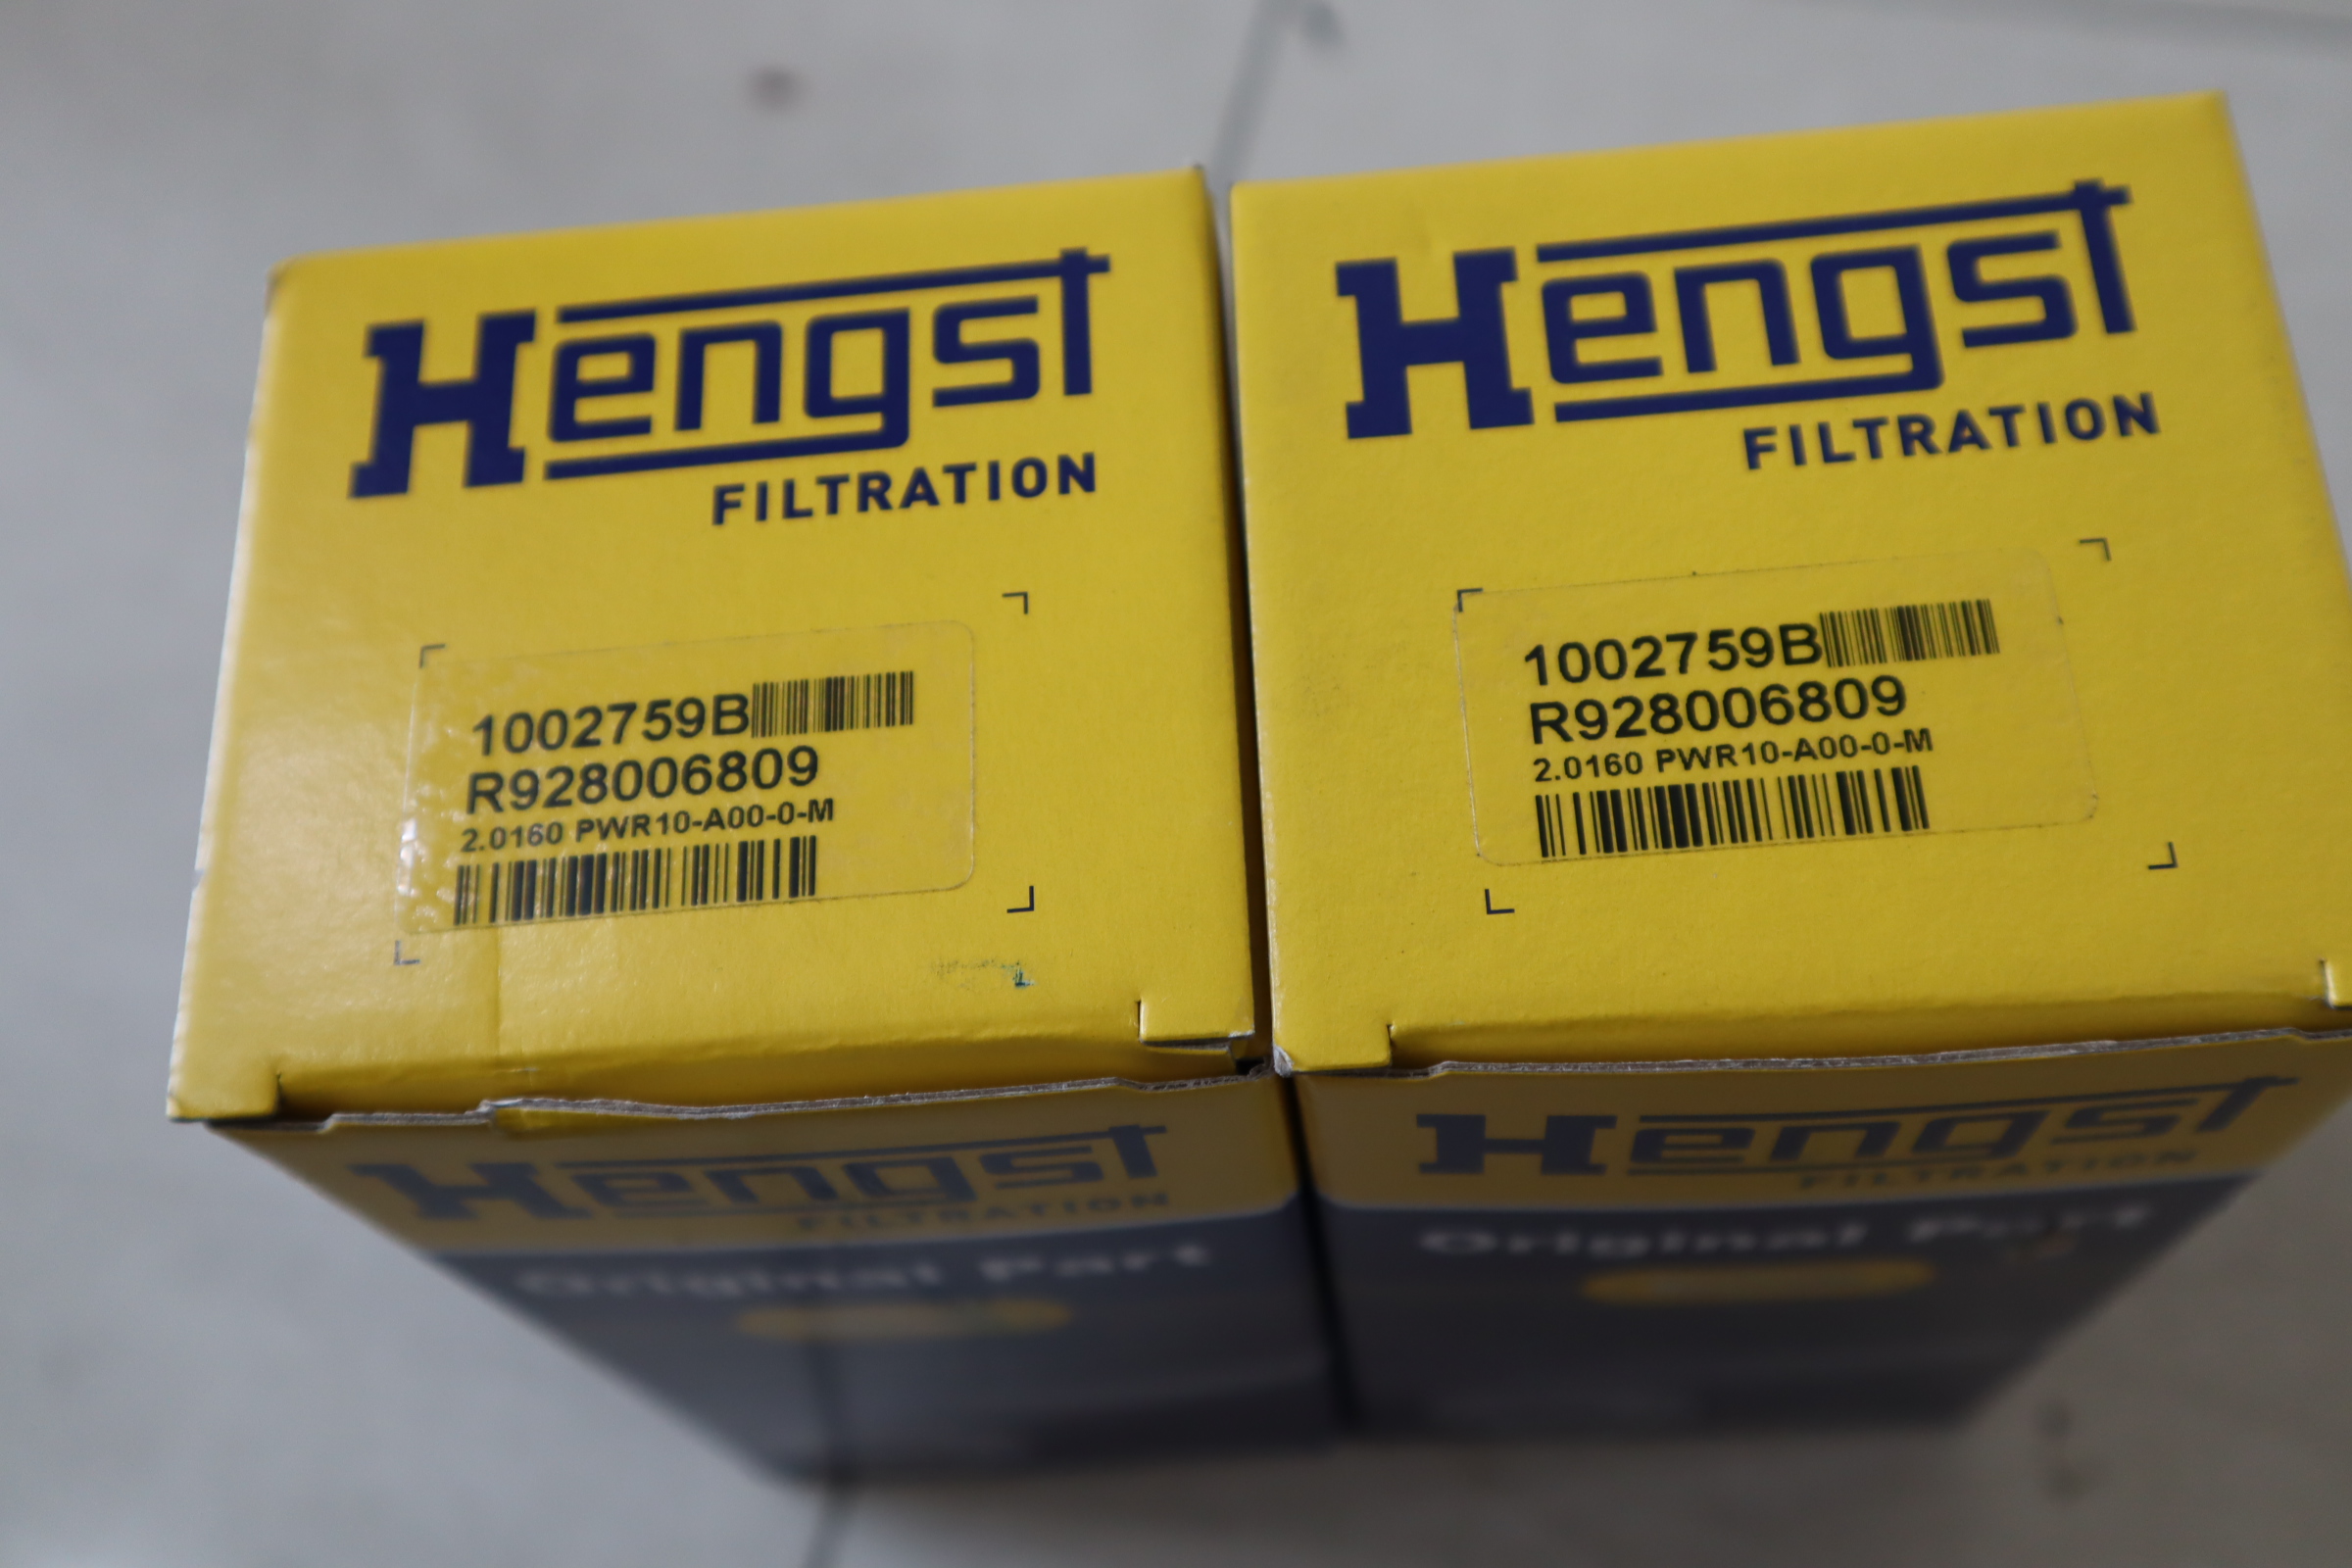 Hengst
FILTRATION
1002759B
R928006809
2.0160 PWR10-A00-0-M
Hengst
FILTRATION
Original Part
Hengst
FILTRATION
1002759B
R928006809
2.0160 PWR10-A00-0-M
Hengst
FILTRATION
Original Part